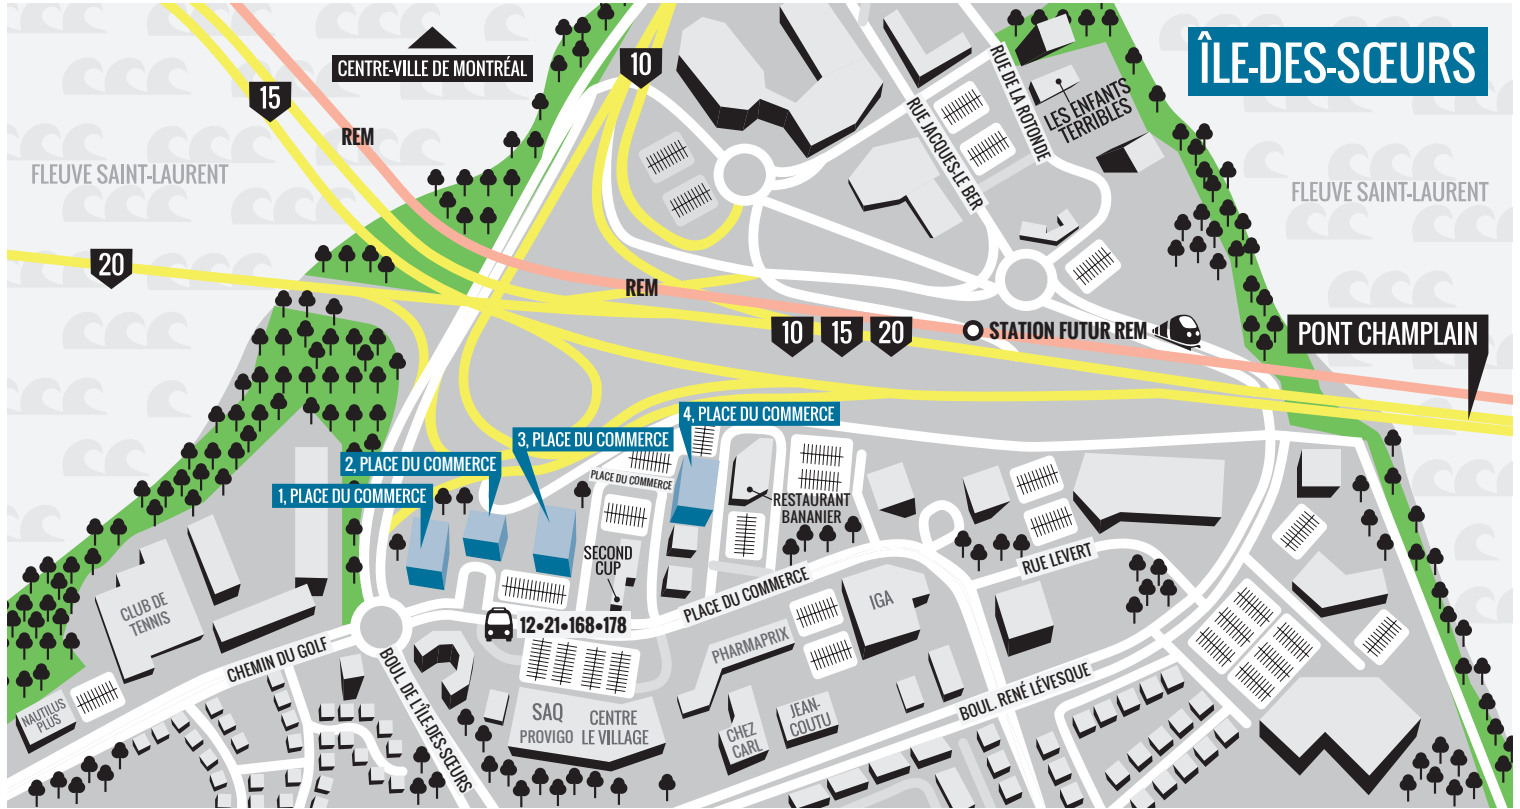 ÎLE-DES-SŒURS
CENTRE-VILLE DE MONTRÉAL
10
15
REM
FLEUVE SAINT-LAURENT
FLEUVE SAINT-LAURENT
RUE DE LA ROTONDE
RUE JACQUES-LE BER
LES ENFANTS
TERRIBLES
20
REM
10
15
20
STATION FUTUR REM
PONT CHAMPLAIN
4, PLACE DU COMMERCE
3, PLACE DU COMMERCE
2, PLACE DU COMMERCE
1, PLACE DU COMMERCE
PLACE DU COMMERCE
RESTAURANT
BANANIER
SECOND
CUP
RUE LEVERT
PLACE DU COMMERCE
12•21•168•178
IGA
CLUB DE
TENNIS
PHARMAPRIX
CHEMIN DU GOLF
BOUL. DE L'ÎLE-DES-SŒURS
BOUL. RENÉ LÉVESQUE
NAUTILUS
PLUS
SAQ
PROVIGO
CENTRE
LE VILLAGE
CHEZ
CARL
JEAN-
COUTU